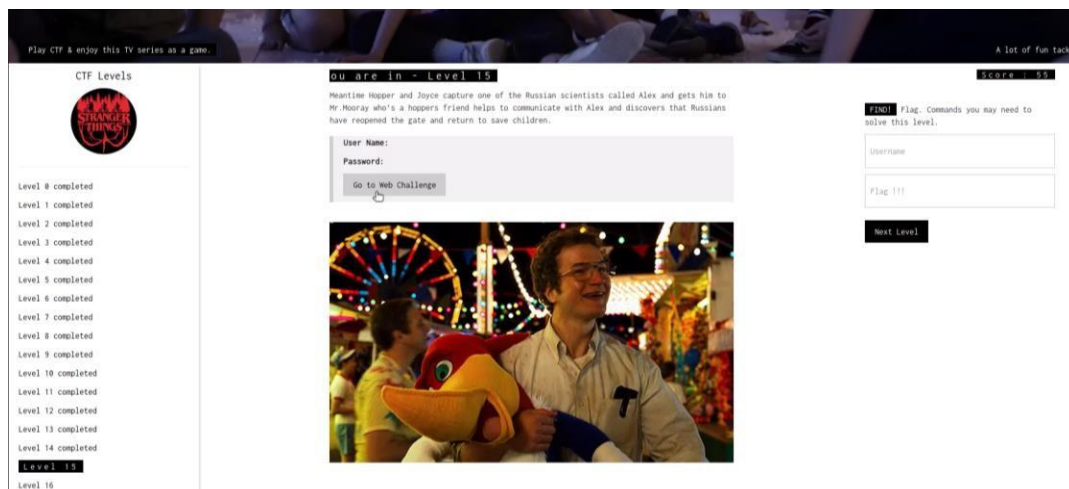 Play CTF & enjoy this TV series as a game.
A lot of fun tack
CTF Levels
STRANGER
THINGS
Level 0 completed
Level 1 completed
Level 2 completed
Level 3 completed
Level 4 completed
Level 5 completed
Level 6 completed
Level 7 completed
Level 8 completed
Level 9 completed
Level 10 completed
Level 11 completed
Level 12 completed
Level 13 completed
Level 14 completed
Level 15
Level 16
ou are in - Level 15
Meantime Hopper and Joyce capture one of the Russian scientists called Alex and gets him to
Mr.Mooray who's a hoppers friend helps to communicate with Alex and discovers that Russians
have reopened the gate and return to save children.
User Name:
Password:
Go to Web Challenge
Score : 55
FIND! Flag. Commands you may need to
solve this level.
Username
Flag !!!
Next Level